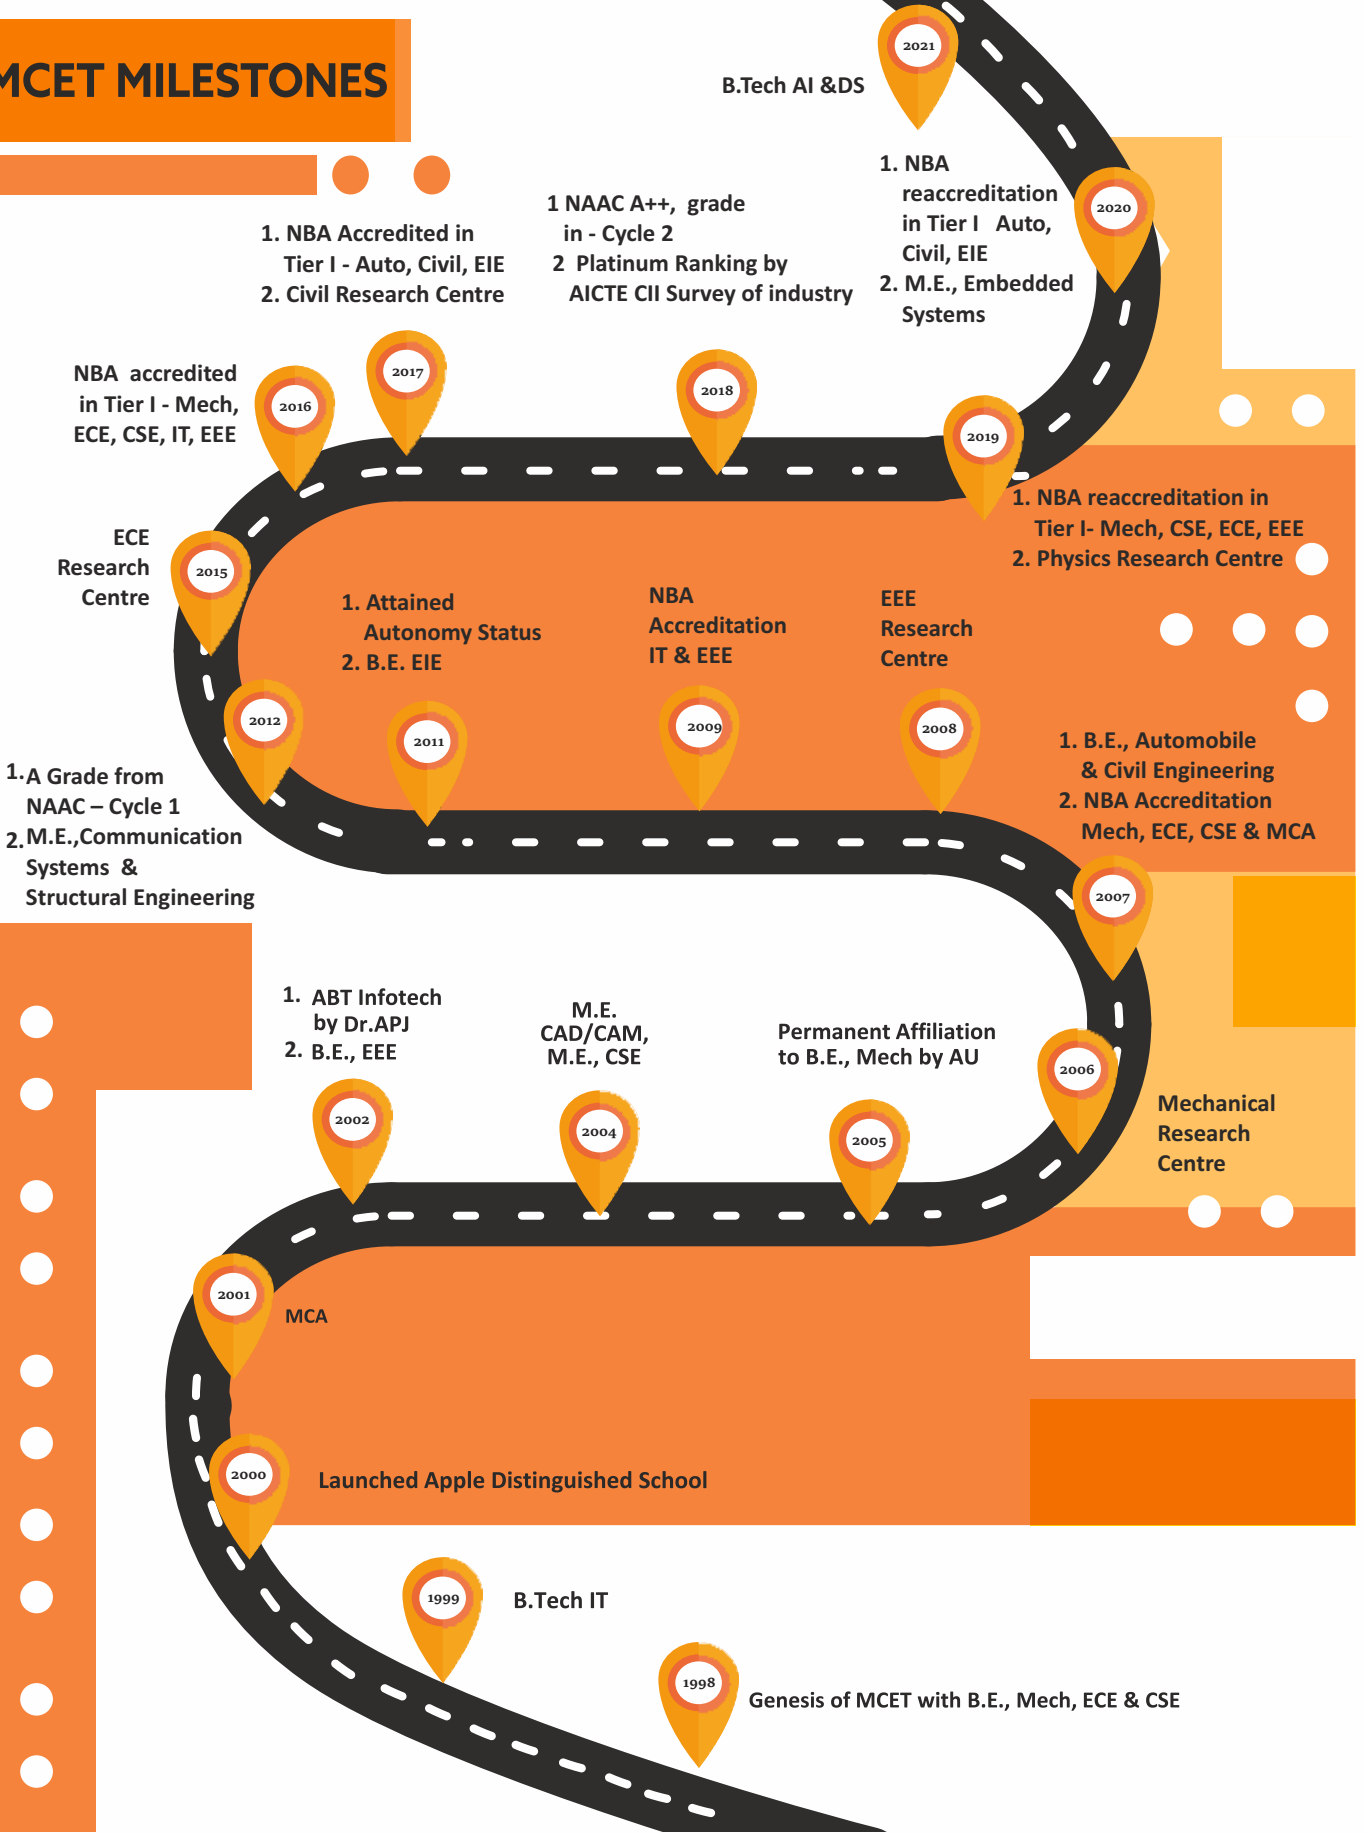 MCET MILESTONES
2021
B.Tech AI &DS
2020
1. NBA
reaccreditation
in Tier I Auto,
Civil, EIE
2. M.E., Embedded
Systems
1 NAAC A++, grade
in - Cycle 2
2 Platinum Ranking by
AICTE CII Survey of industry
1. NBA Accredited in
Tier I - Auto, Civil, EIE
2. Civil Research Centre
2017
2018
2019
NBA accredited
in Tier I - Mech,
ECE, CSE, IT, EEE
2016
1. NBA reaccreditation in
Tier I- Mech, CSE, ECE, EEE
2. Physics Research Centre
ECE
Research
Centre
2015
1. Attained
Autonomy Status
2. B.E. EIE
NBA
Accreditation
IT & EEE
EEE
Research
Centre
2012
2011
2009
2008
1. B.E., Automobile
& Civil Engineering
2. NBA Accreditation
Mech, ECE, CSE & MCA
1. A Grade from
NAAC – Cycle 1
2. M.E.,Communication
Systems &
Structural Engineering
2007
1. ABT Infotech
by Dr.APJ
2. B.E., EEE
M.E.
CAD/CAM,
M.E., CSE
Permanent Affiliation
to B.E., Mech by AU
2006
2002
2004
2005
Mechanical
Research
Centre
2001
MCA
2000
Launched Apple Distinguished School
1999
B.Tech IT
1998
Genesis of MCET with B.E., Mech, ECE & CSE